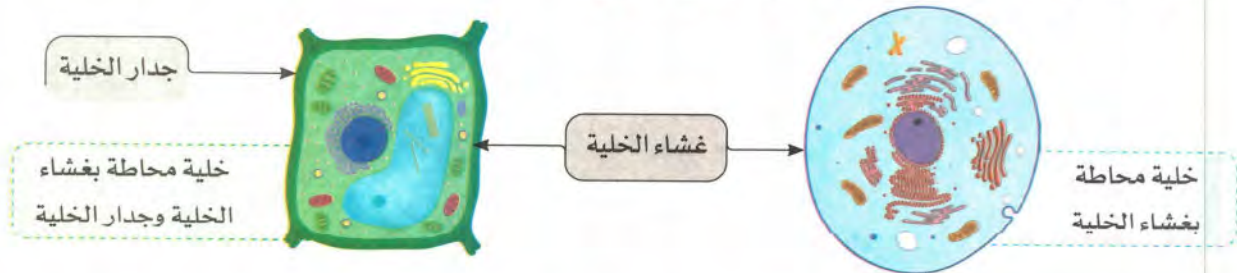 جدار الخلية
غشاء الخلية
خلية محاطة
بغشاء الخلية
خلية محاطة بغشاء
الخلية وجدار الخلية